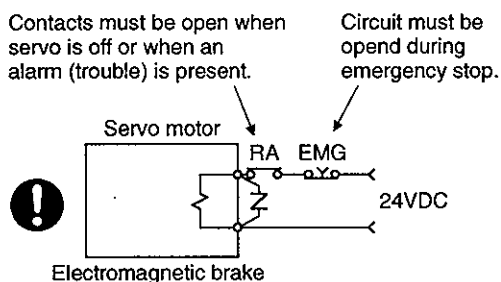 Contacts must be open when
servo is off or when an
alarm (trouble) is present.
Circuit must be
opend during
emergency stop.
Servo motor
RA EMG
24VDC
Electromagnetic brake